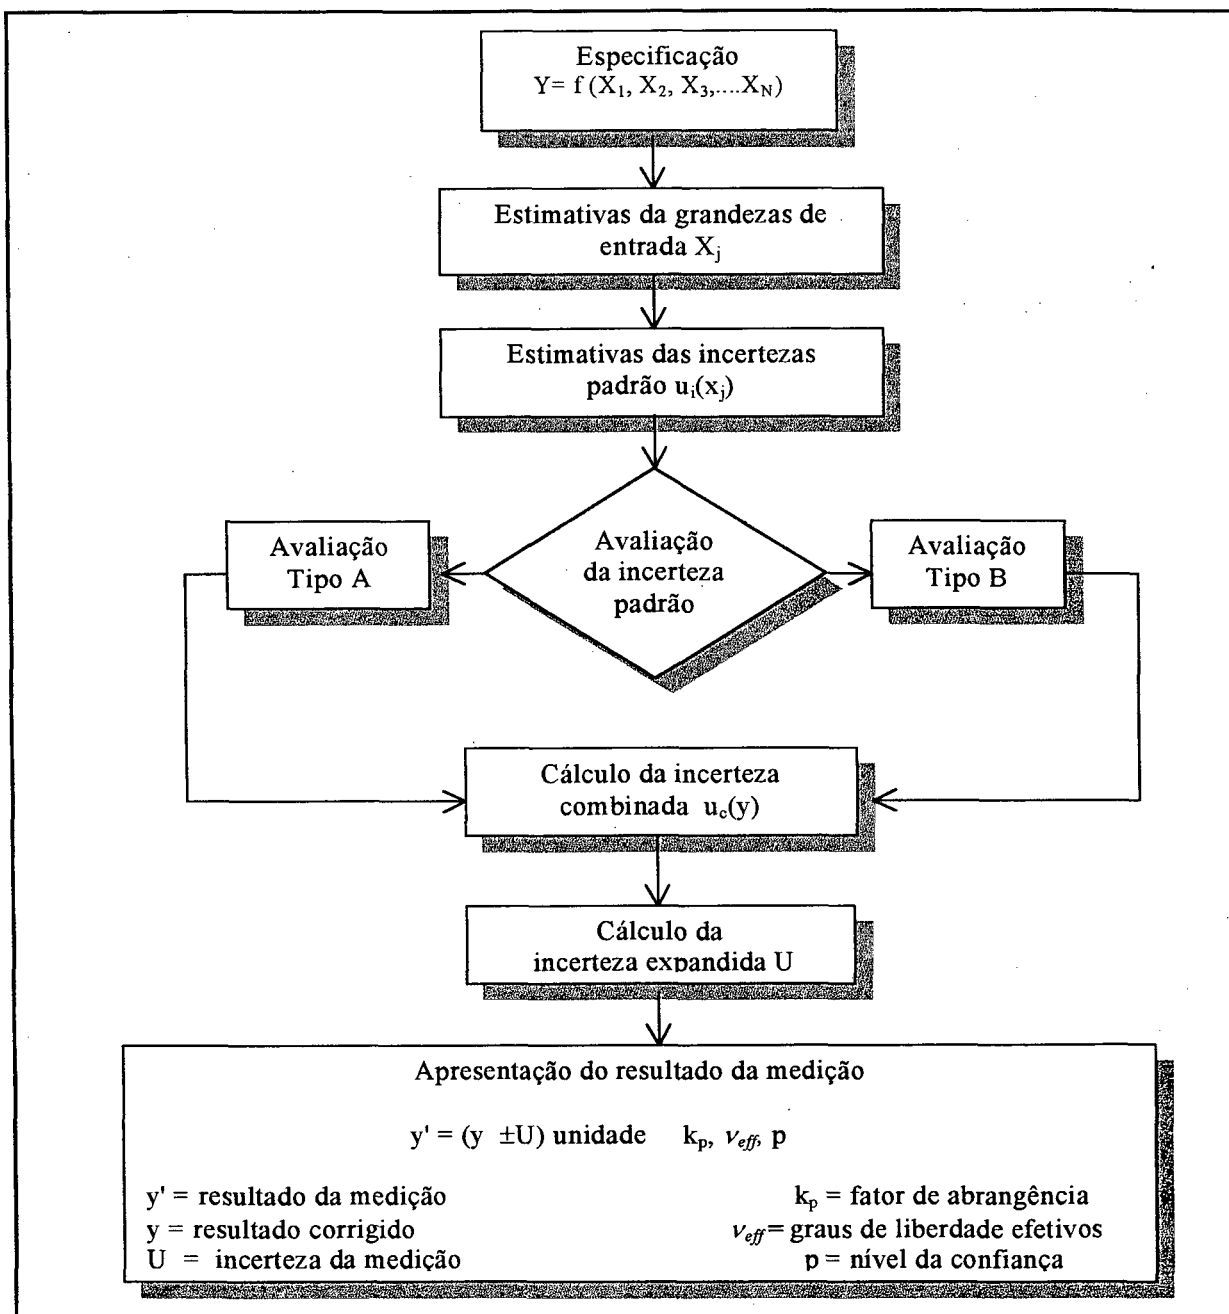 Especificação
Y= f (X₁, X₂, X₃,....X_N)
Estimativas da grandezas de
entrada X_j
Estimativas das incertezas
padrão u_i(x_j)
Avaliação
da incerteza
padrão
Avaliação
Tipo A
Avaliação
Tipo B
Cálculo da incerteza
combinada u_c(y)
Cálculo da
incerteza expandida U
Apresentação do resultado da medição
y' = (y ±U) unidade k_p, ν_eff, p
y' = resultado da medição
y = resultado corrigido
U = incerteza da medição
k_p = fator de abrangência
ν_eff = graus de liberdade efetivos
p = nível da confiança